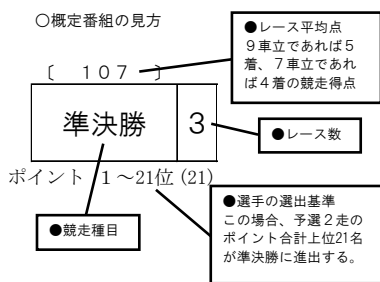 ○概定番組の見方
●レース平均点
９車立であれば５
着、７車立であれ
ば４着の競走得点
〔 １０７ 〕
準決勝
３
●レース数
ポイント １～21位 (21)
●競走種目
●選手の選出基準
この場合、予選２走の
ポイント合計上位21名
が準決勝に進出する。